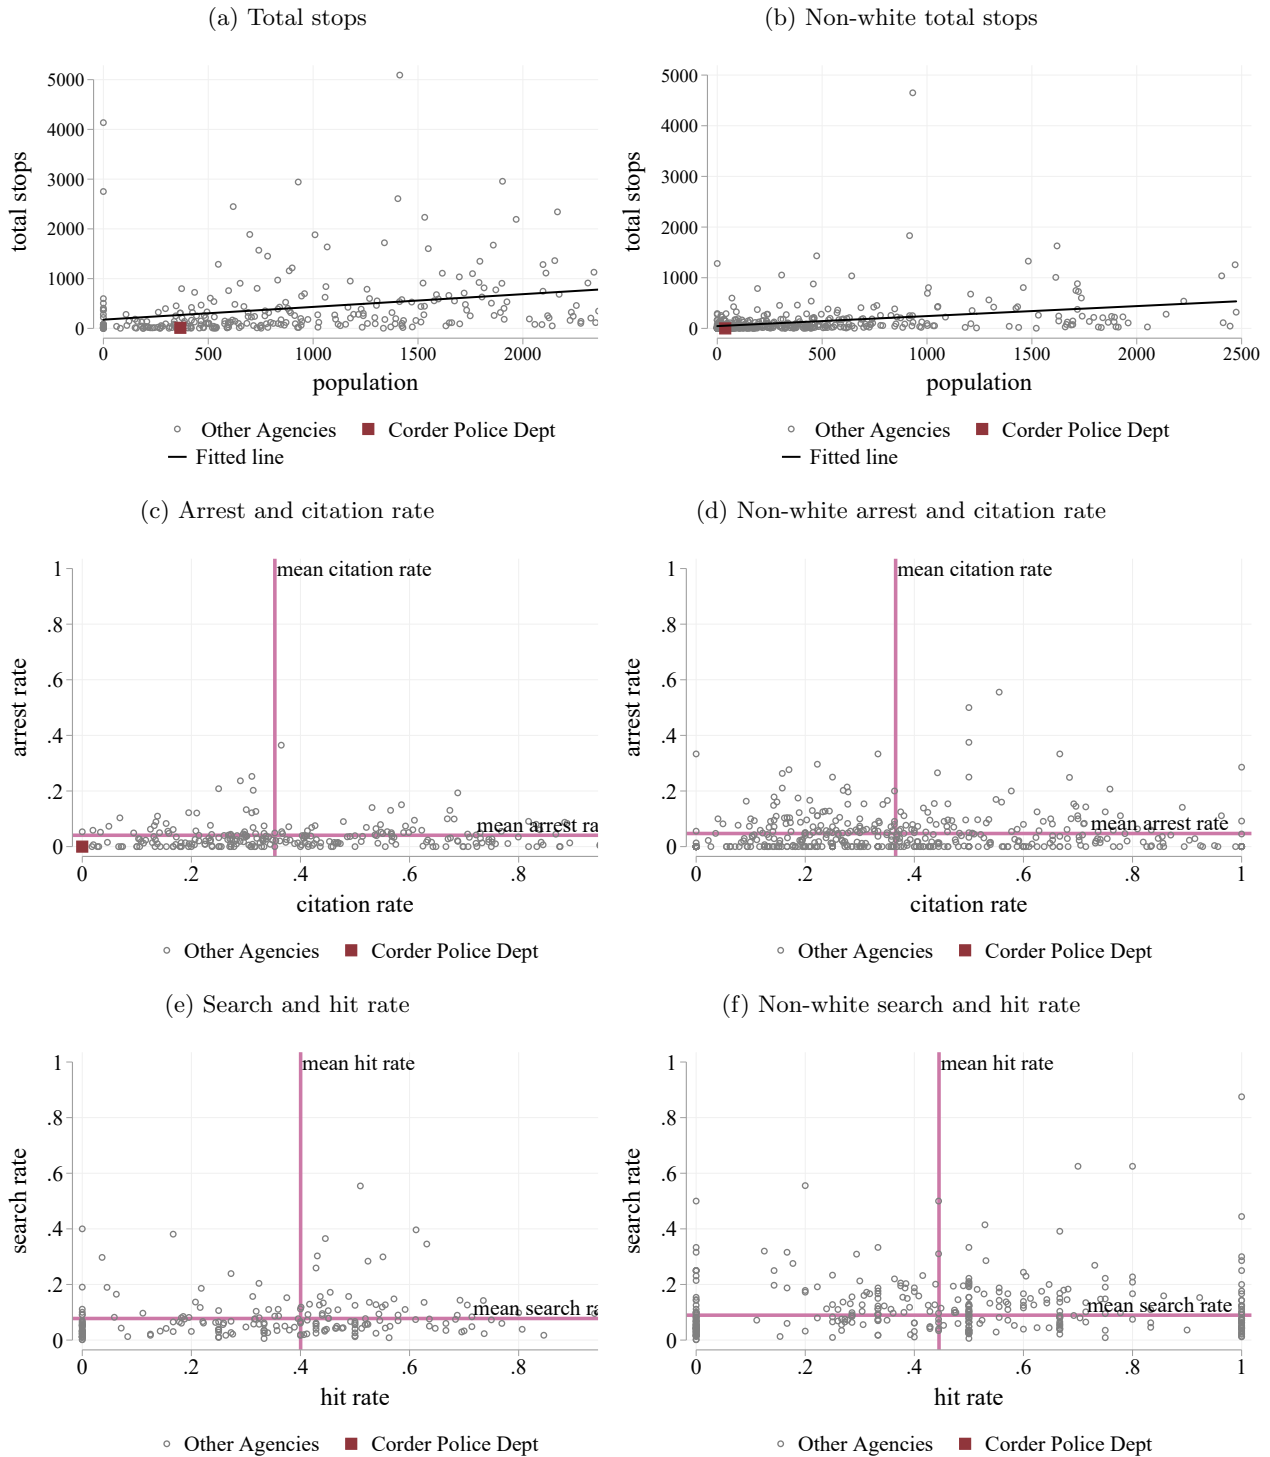 (a) Total stops
(b) Non-white total stops
5000
4000
3000
2000
1000
0
total stops
0 500 1000 1500 2000
population
Other Agencies Corder Police Dept
Fitted line
5000
4000
3000
2000
1000
0
total stops
0 500 1000 1500 2000 2500
population
Other Agencies Corder Police Dept
Fitted line
(c) Arrest and citation rate
(d) Non-white arrest and citation rate
1
.8
.6
.4
.2
0
arrest rate
mean citation rate
mean arrest ra
0 .2 .4 .6 .8
citation rate
Other Agencies Corder Police Dept
1
.8
.6
.4
.2
0
arrest rate
mean citation rate
mean arrest rate
0 .2 .4 .6 .8 1
citation rate
Other Agencies Corder Police Dept
(e) Search and hit rate
(f) Non-white search and hit rate
1
.8
.6
.4
.2
0
search rate
mean hit rate
mean search ra
0 .2 .4 .6 .8
hit rate
Other Agencies Corder Police Dept
1
.8
.6
.4
.2
0
search rate
mean hit rate
mean search rate
0 .2 .4 .6 .8 1
hit rate
Other Agencies Corder Police Dept